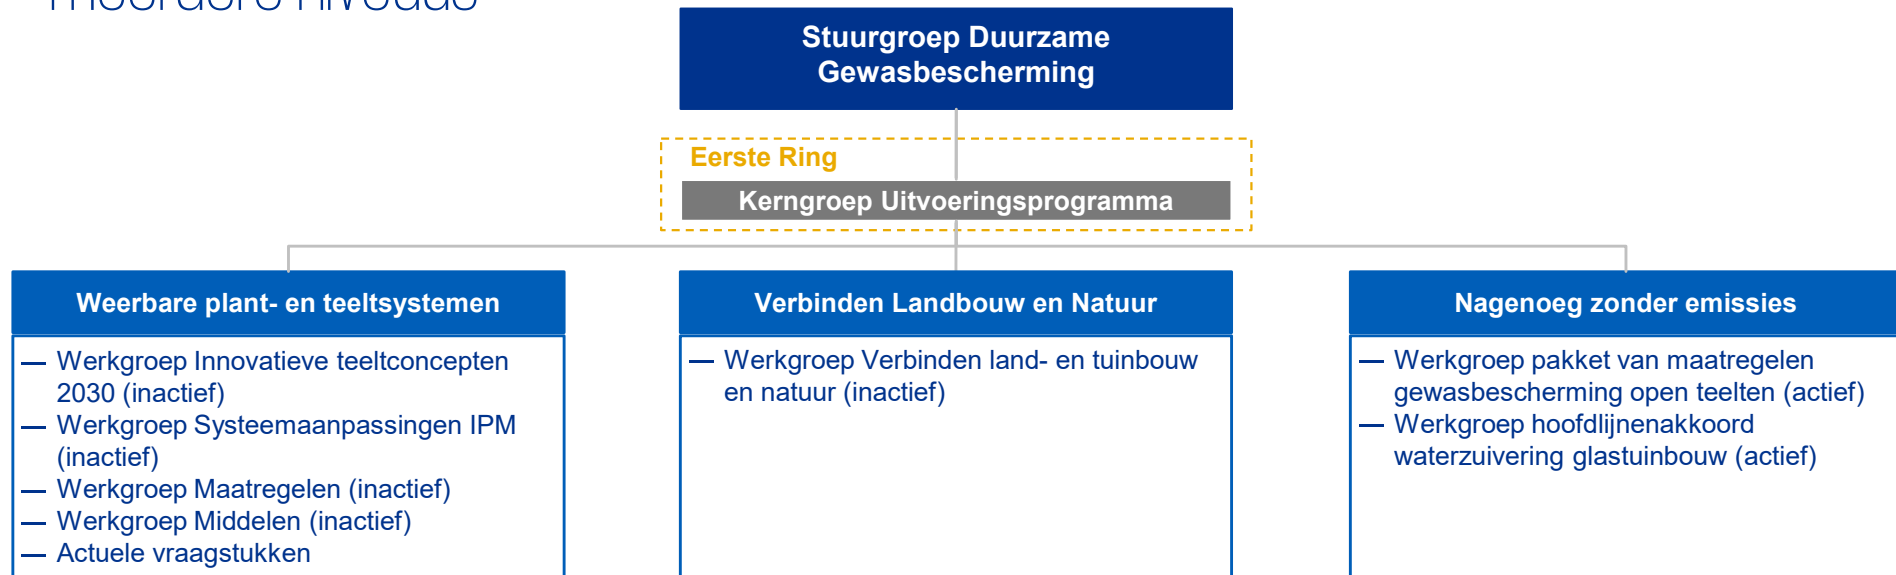 meerdere niveaus
Stuurgroep Duurzame
Gewasbescherming
Eerste Ring
Kerngroep Uitvoeringsprogramma
Weerbare plant- en teeltsystemen
— Werkgroep Innovatieve teeltconcepten
2030 (inactief)
— Werkgroep Systeemaanpassingen IPM
(inactief)
— Werkgroep Maatregelen (inactief)
— Werkgroep Middelen (inactief)
— Actuele vraagstukken
Verbinden Landbouw en Natuur
— Werkgroep Verbinden land- en tuinbouw
en natuur (inactief)
Nagenoeg zonder emissies
— Werkgroep pakket van maatregelen
gewasbescherming open teelten (actief)
— Werkgroep hoofdlijnenakkoord
waterzuivering glastuinbouw (actief)